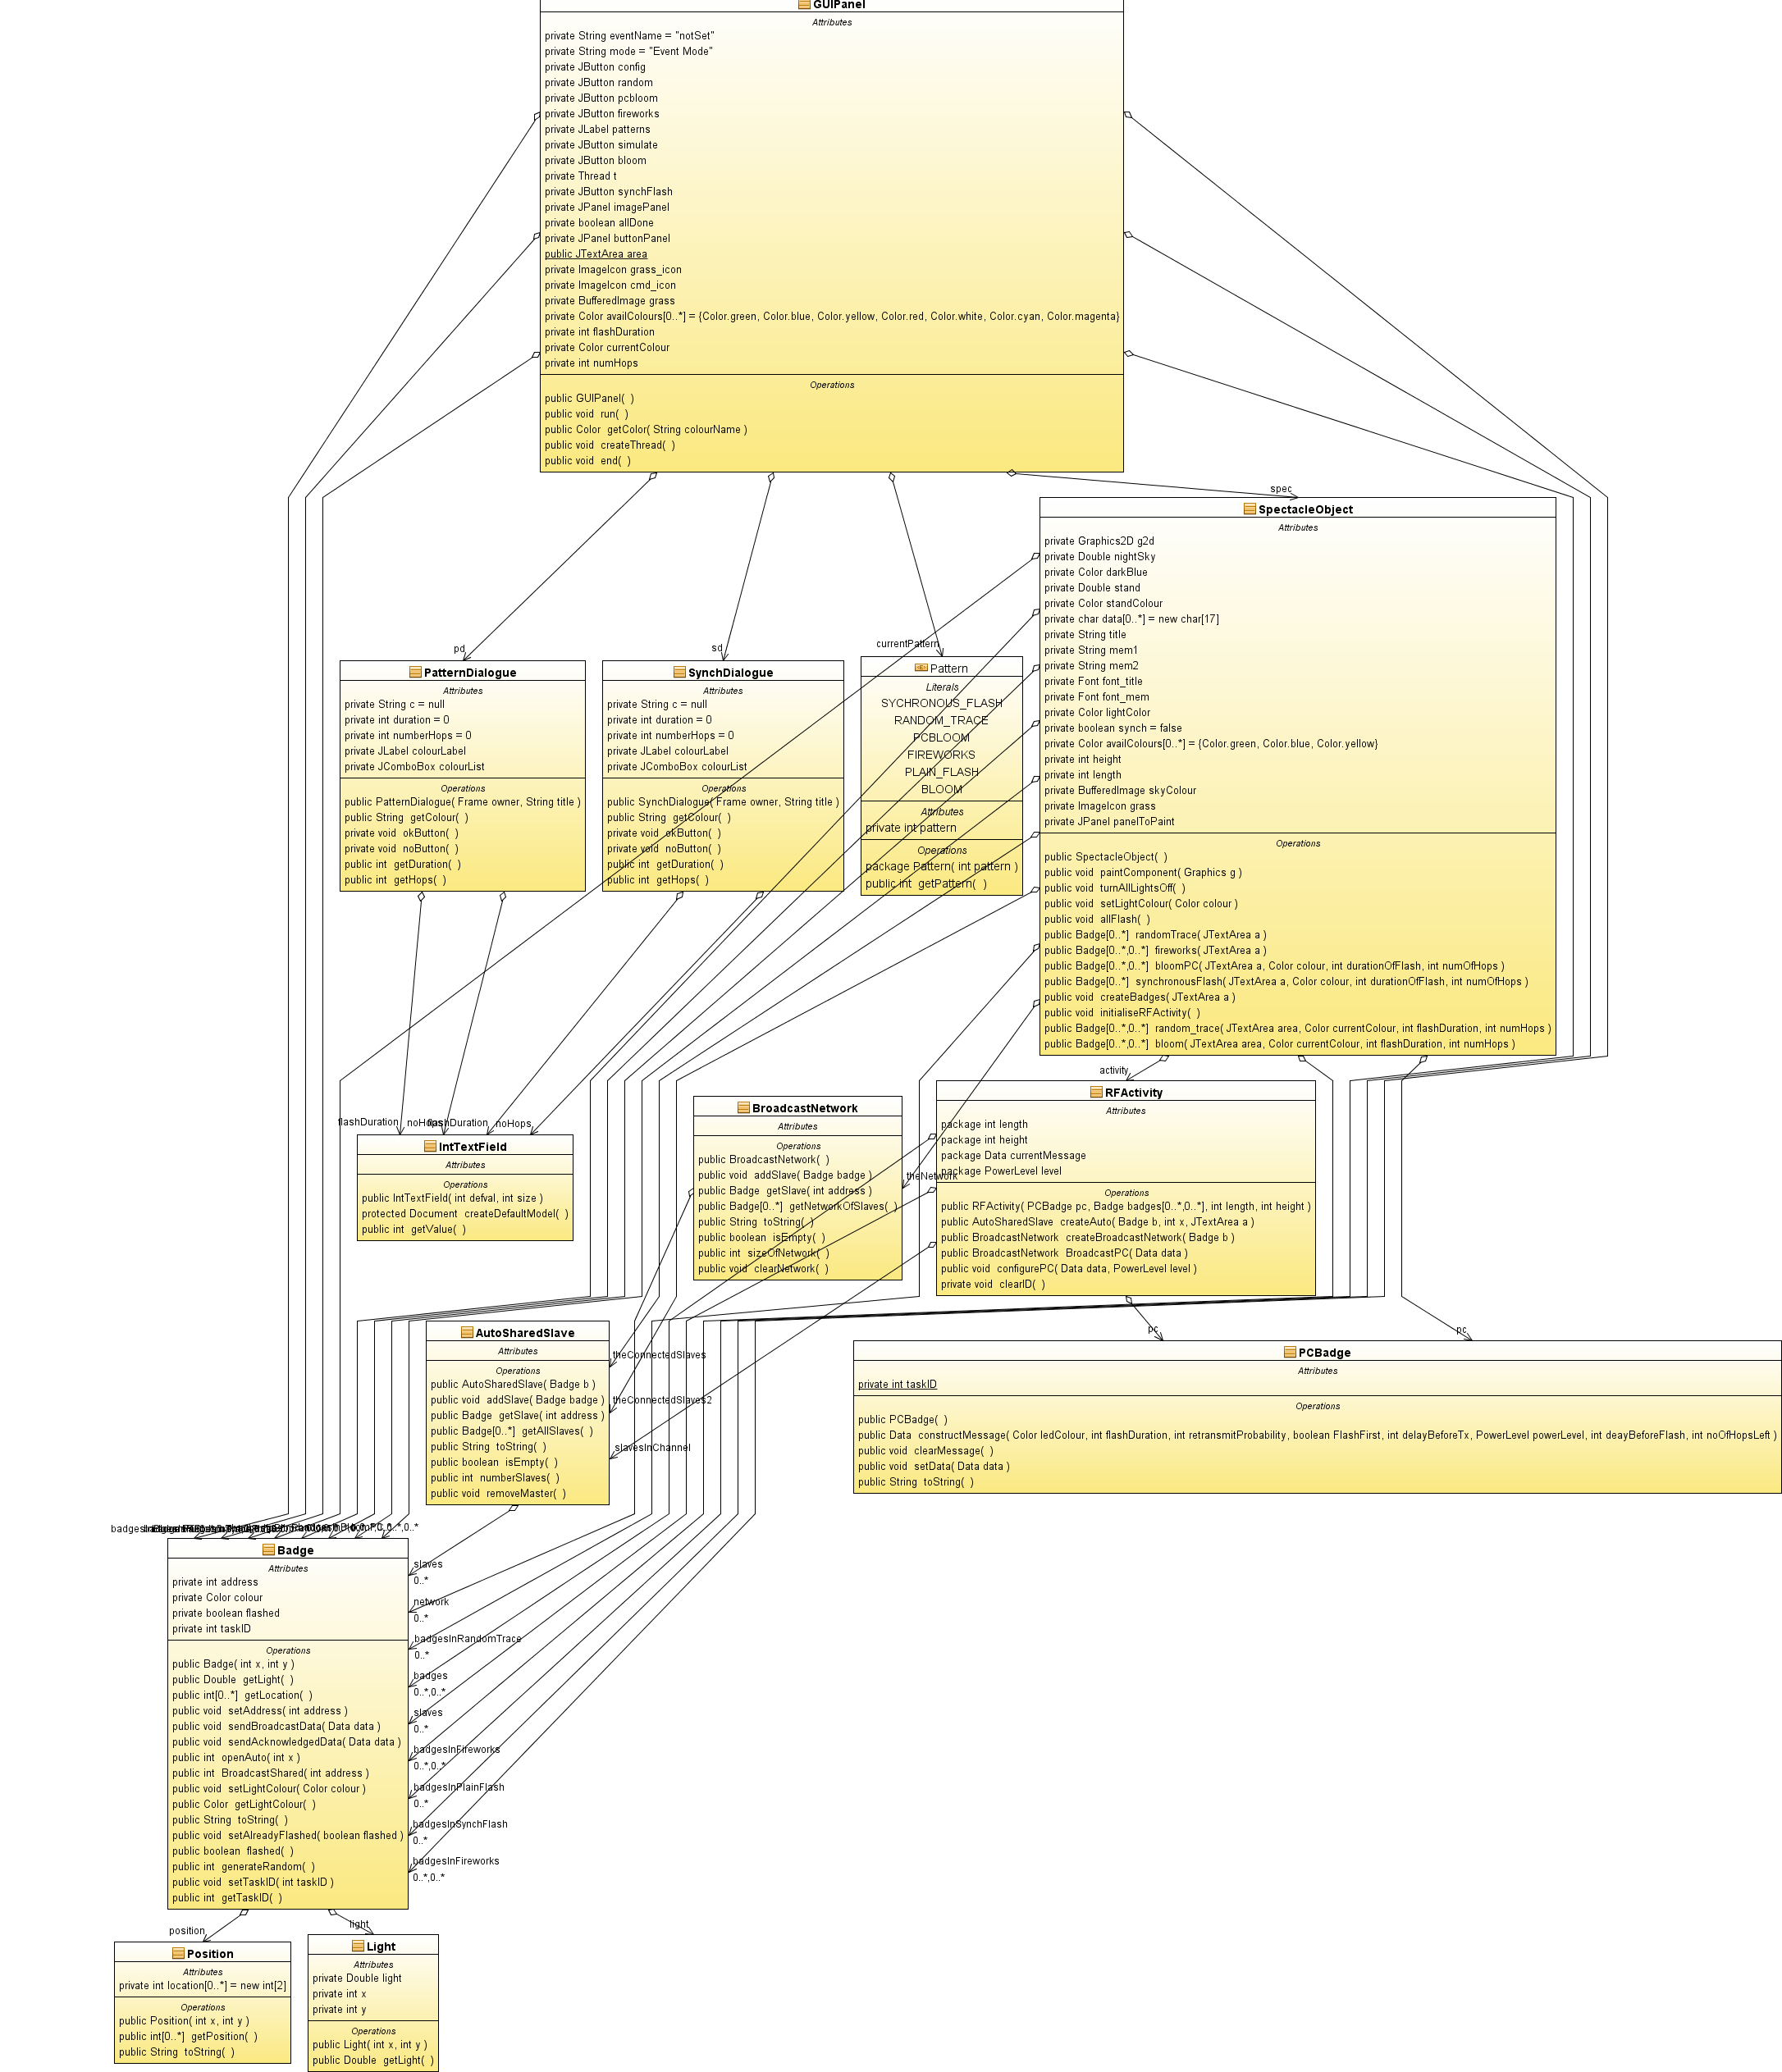 GUIPanel
Attributes
private String eventName = "notSet"
private String mode = "Event Mode"
private JButton config
private JButton random
private JButton pcbloom
private JButton fireworks
private JLabel patterns
private JButton simulate
private JButton bloom
private Thread t
private JButton synchFlash
private JPanel imagePanel
private boolean allDone
private JPanel buttonPanel
public JTextArea area
private ImageIcon grass_icon
private ImageIcon cmd_icon
private BufferedImage grass
private Color availColours[0..*] = {Color.green, Color.blue, Color.yellow, Color.red, Color.white, Color.cyan, Color.magenta}
private int flashDuration
private Color currentColour
private int numHops
Operations
public GUIPanel( )
public void run( )
public Color getColor( String colourName )
public void createThread( )
public void end( )
spec
SpectacleObject
Attributes
private Graphics2D g2d
private Double nightSky
private Color darkBlue
private Double stand
private Color standColour
private char data[0..*] = new char[17]
private String title
private String mem1
private String mem2
private Font font_title
private Font font_mem
private Color lightColor
private boolean synch = false
private Color availColours[0..*] = {Color.green, Color.blue, Color.yellow}
private int height
private int length
private BufferedImage skyColour
private ImageIcon grass
private JPanel panelToPaint
Operations
public SpectacleObject( )
public void paintComponent( Graphics g )
public void turnAllLightsOff( )
public void setLightColour( Color colour )
public void allFlash( )
public Badge[0..*] randomTrace( JTextArea a )
public Badge[0..*,0..*] fireworks( JTextArea a )
public Badge[0..*,0..*] bloomPC( JTextArea a, Color colour, int durationOfFlash, int numOfHops )
public Badge[0..*] synchronousFlash( JTextArea a, Color colour, int durationOfFlash, int numOfHops )
public void createBadges( JTextArea a )
public void initialiseRFActivity( )
public Badge[0..*,0..*] random_trace( JTextArea area, Color currentColour, int flashDuration, int numHops )
public Badge[0..*,0..*] bloom( JTextArea area, Color currentColour, int flashDuration, int numHops )
pd
PatternDialogue
Attributes
private String c = null
private int duration = 0
private int numberHops = 0
private JLabel colourLabel
private JComboBox colourList
Operations
public PatternDialogue( Frame owner, String title )
public String getColour( )
private void okButton( )
private void noButton( )
public int getDuration( )
public int getHops( )
sd
SynchDialogue
Attributes
private String c = null
private int duration = 0
private int numberHops = 0
private JLabel colourLabel
private JComboBox colourList
Operations
public SynchDialogue( Frame owner, String title )
public String getColour( )
private void okButton( )
private void noButton( )
public int getDuration( )
public int getHops( )
currentPattern
Pattern
Literals
SYCHRONOUS_FLASH
RANDOM_TRACE
PCBLOOM
FIREWORKS
PLAIN_FLASH
BLOOM
Attributes
private int pattern
Operations
package Pattern( int pattern )
public int getPattern( )
flashDuration
noHops
flashDuration
noHops
IntTextField
Attributes
Operations
public IntTextField( int defval, int size )
protected Document createDefaultModel( )
public int getValue( )
BroadcastNetwork
Attributes
Operations
public BroadcastNetwork( )
public void addSlave( Badge badge )
public Badge getSlave( int address )
public Badge[0..*] getNetworkOfSlaves( )
public String toString( )
public boolean isEmpty( )
public int sizeOfNetwork( )
public void clearNetwork( )
theNetwork
activity
RFActivity
Attributes
package int length
package int height
package Data currentMessage
package PowerLevel level
Operations
public RFActivity( PCBadge pc, Badge badges[0..*,0..*], int length, int height )
public AutoSharedSlave createAuto( Badge b, int x, JTextArea a )
public BroadcastNetwork createBroadcastNetwork( Badge b )
public BroadcastNetwork BroadcastPC( Data data )
public void configurePC( Data data, PowerLevel level )
private void clearID( )
AutoSharedSlave
Attributes
Operations
public AutoSharedSlave( Badge b )
public void addSlave( Badge badge )
public Badge getSlave( int address )
public Badge[0..*] getAllSlaves( )
public String toString( )
public boolean isEmpty( )
public int numberSlaves( )
public void removeMaster( )
theConnectedSlaves
theConnectedSlaves2
slavesInChannel
pc
pc
PCBadge
Attributes
private int taskID
Operations
public PCBadge( )
public Data constructMessage( Color ledColour, int flashDuration, int retransmitProbability, boolean FlashFirst, int delayBeforeTx, PowerLevel powerLevel, int deayBeforeFlash, int noOfHopsLeft )
public void clearMessage( )
public void setData( Data data )
public String toString( )
Badge
Attributes
private int address
private Color colour
private boolean flashed
private int taskID
Operations
public Badge( int x, int y )
public Double getLight( )
public int[0..*] getLocation( )
public void setAddress( int address )
public void sendBroadcastData( Data data )
public void sendAcknowledgedData( Data data )
public int openAuto( int x )
public int BroadcastShared( int address )
public void setLightColour( Color colour )
public Color getLightColour( )
public String toString( )
public void setAlreadyFlashed( boolean flashed )
public boolean flashed( )
public int generateRandom( )
public void setTaskID( int taskID )
public int getTaskID( )
slaves
0..*
network
0..*
badgesInRandomTrace
0..*
badges
0..*,0..*
slaves
0..*
badgesInFireworks
0..*,0..*
badgesInPlainFlash
0..*
badgesInSynchFlash
0..*
badgesInFireworks
0..*,0..*
position
Position
Attributes
private int location[0..*] = new int[2]
Operations
public Position( int x, int y )
public int[0..*] getPosition( )
public String toString( )
light
Light
Attributes
private Double light
private int x
private int y
Operations
public Light( int x, int y )
public Double getLight( )